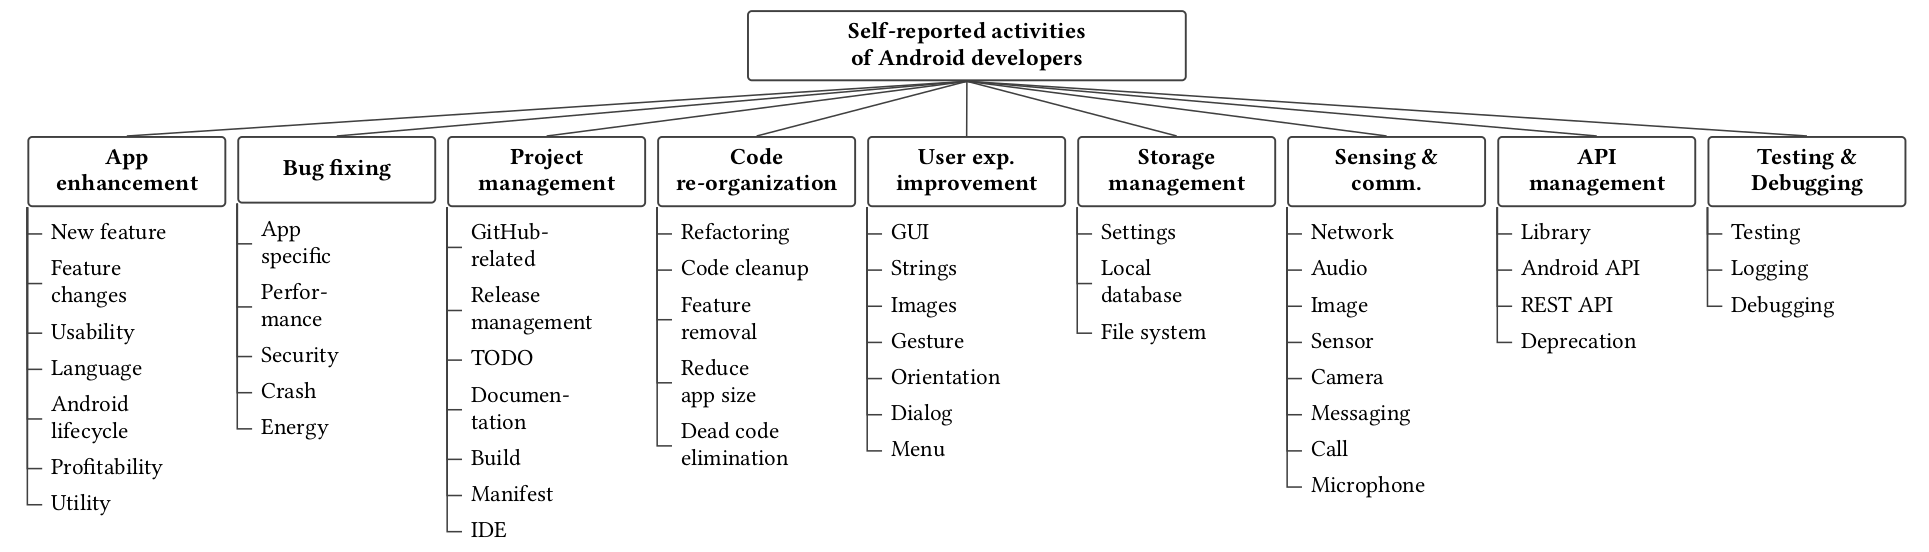 Self-reported activities
of Android developers
App
enhancement
New feature
Feature
changes
Usability
Language
Android
lifecycle
Profitability
Utility
Bug fixing
App
specific
Perfor-
mance
Security
Crash
Energy
Project
management
GitHub-
related
Release
management
TODO
Documen-
tation
Build
Manifest
IDE
Code
re-organization
Refactoring
Code cleanup
Feature
removal
Reduce
app size
Dead code
elimination
User exp.
improvement
GUI
Strings
Images
Gesture
Orientation
Dialog
Menu
Storage
management
Settings
Local
database
File system
Sensing &
comm.
Network
Audio
Image
Sensor
Camera
Messaging
Call
Microphone
API
management
Library
Android API
REST API
Deprecation
Testing &
Debugging
Testing
Logging
Debugging